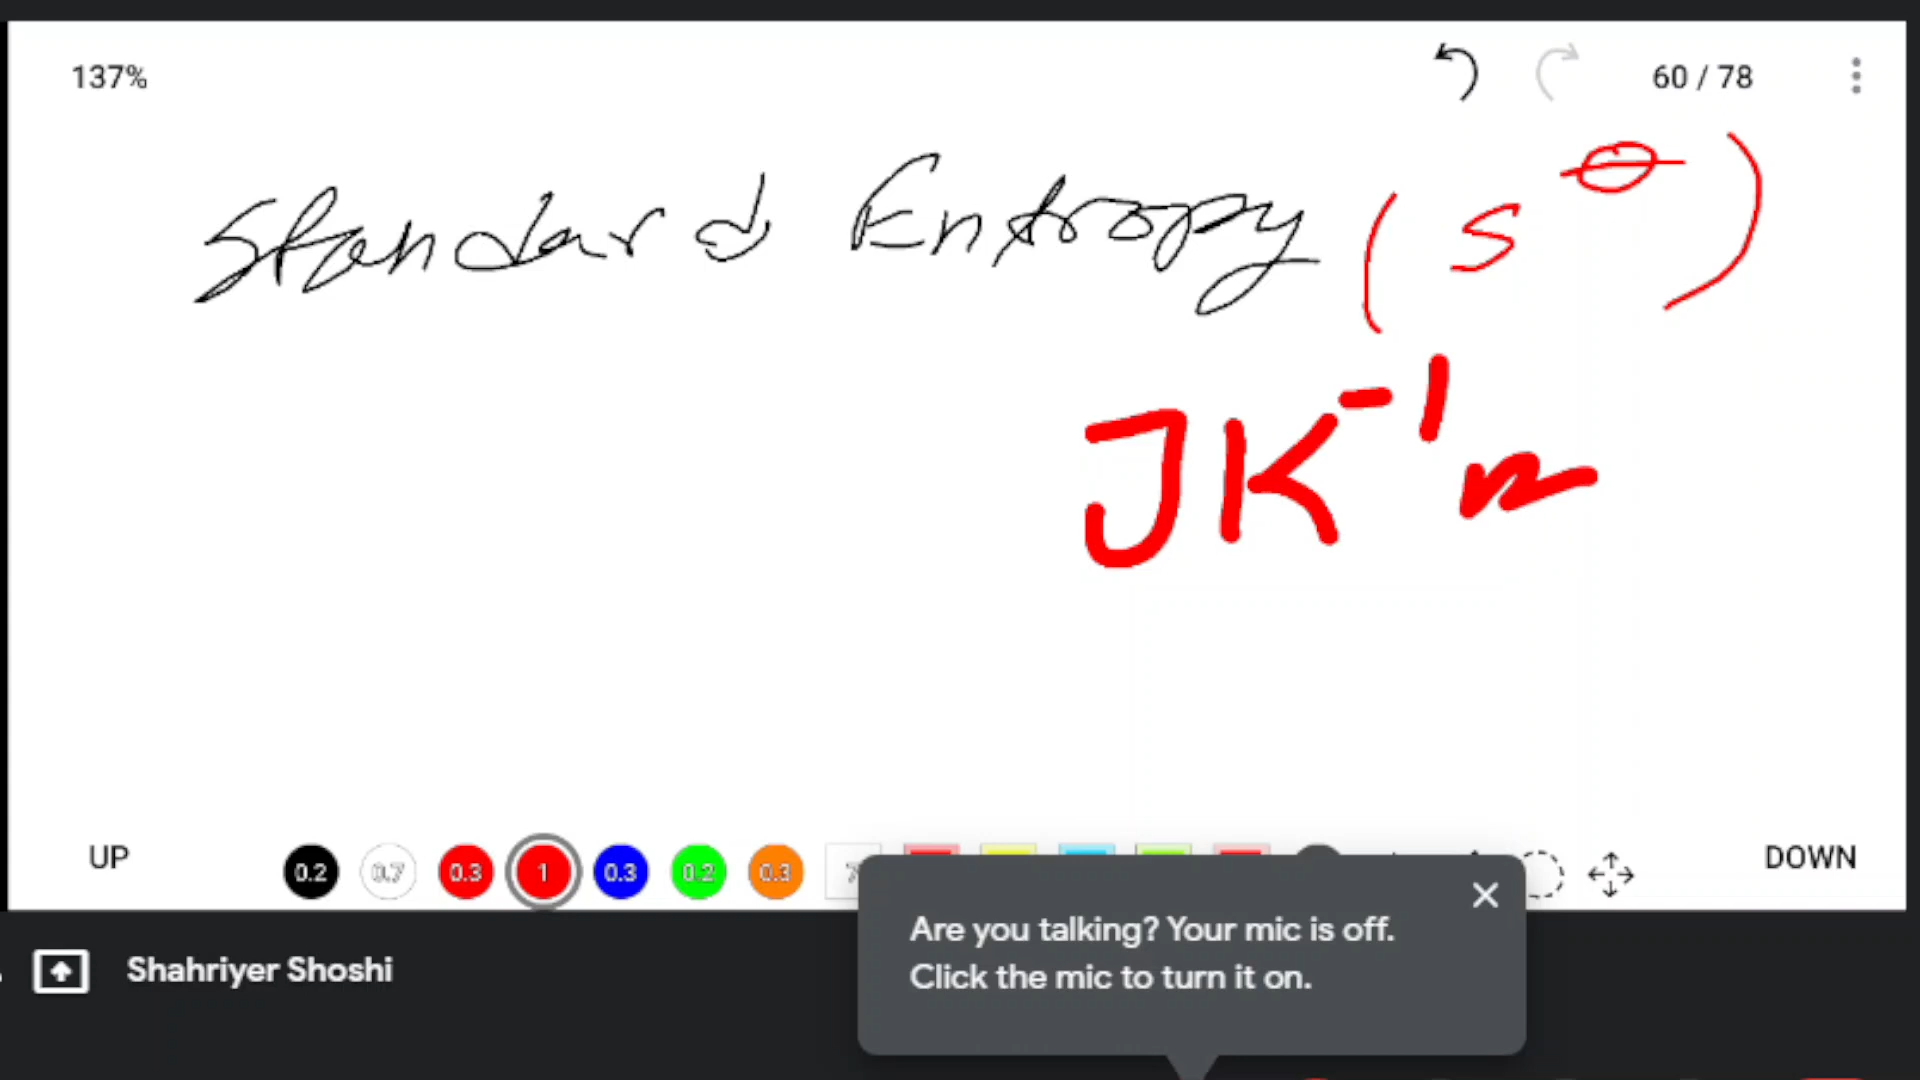 137% 60 / 78
Standard Entropy (s⊖)
JK⁻¹m
UP 0.2 0.7 0.3 1 0.3 0.2 0.3 DOWN
Are you talking? Your mic is off.
Click the mic to turn it on.
Shahriyer Shoshi